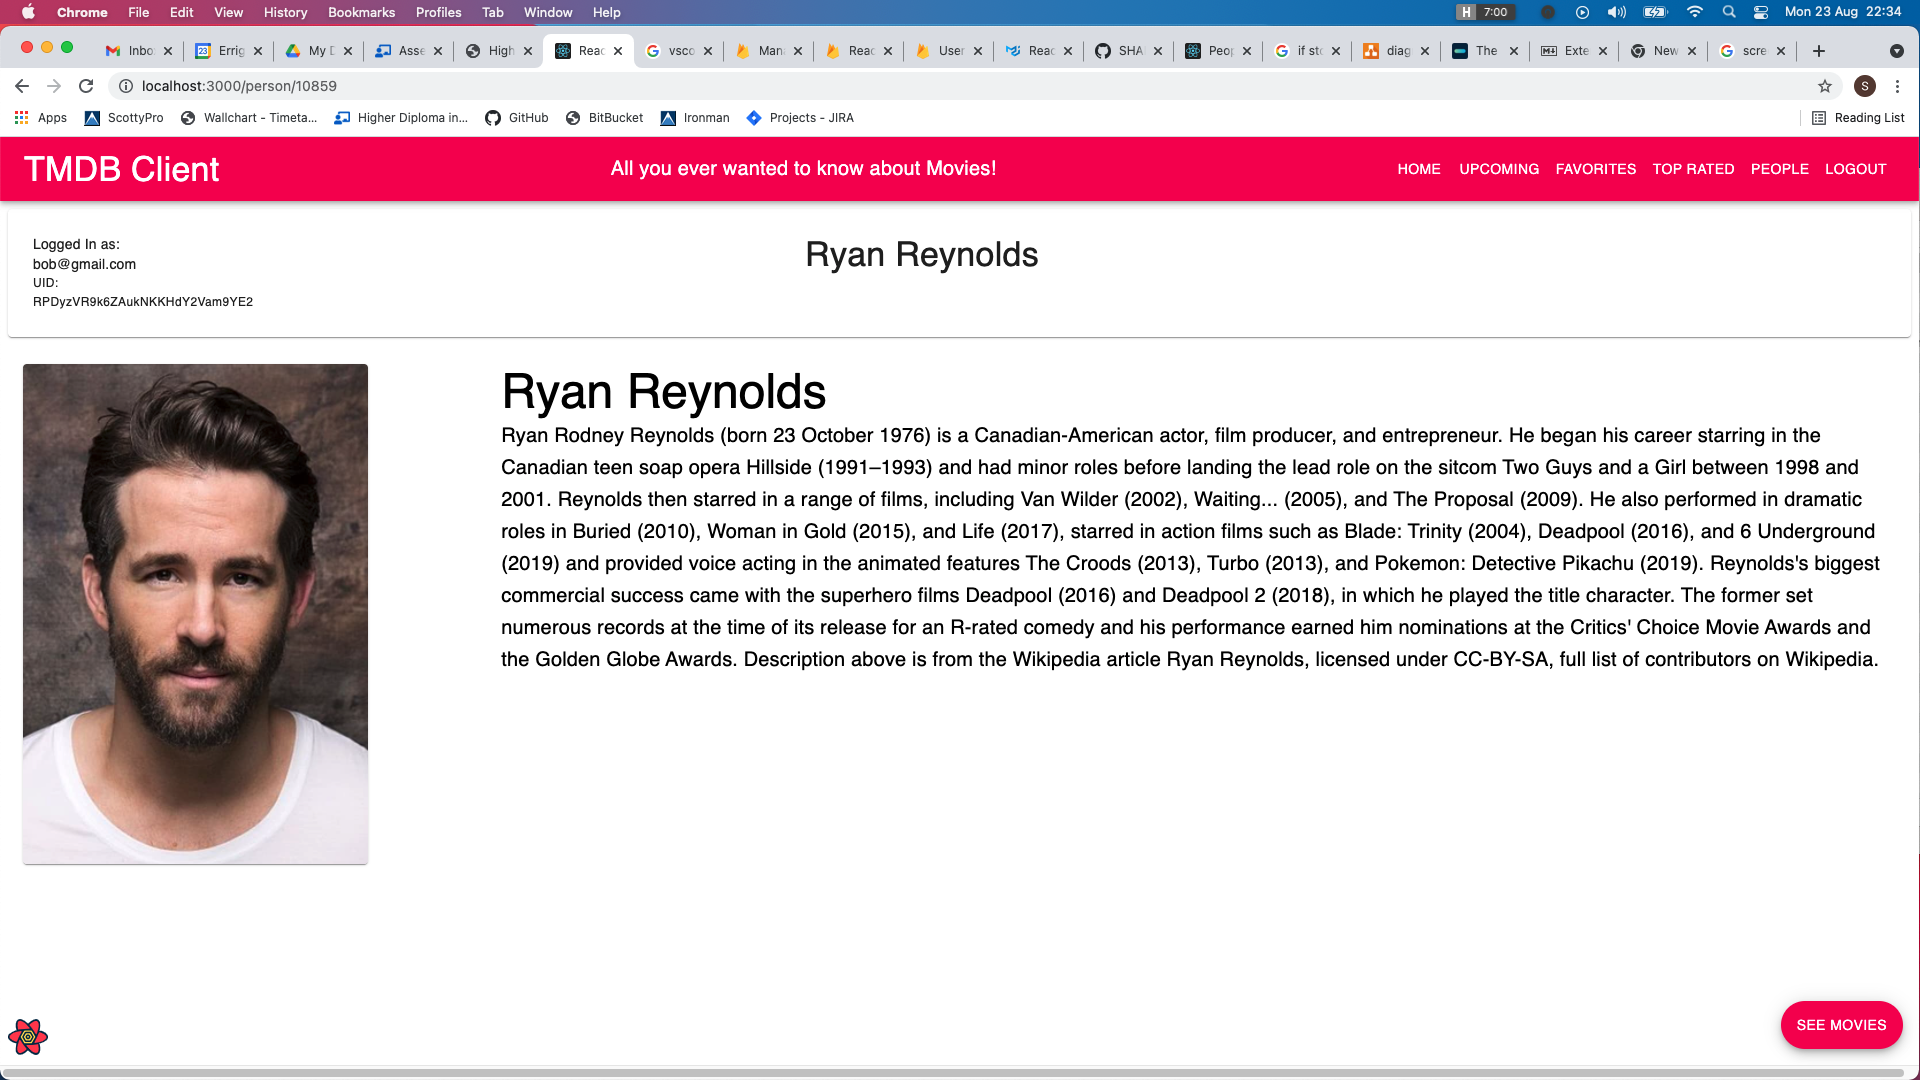 Chrome File Edit View History Bookmarks Profiles Tab Window Help H 7:00 Mon 23 Aug 22:34
Inbo Errig My D Asse High Reac vsco Man Reac User Reac SHA Peop if sto diag The Exte New scre
localhost:3000/person/10859 S
Apps ScottyPro Wallchart - Timeta... Higher Diploma in... GitHub BitBucket Ironman Projects - JIRA Reading List
TMDB Client All you ever wanted to know about Movies! HOME UPCOMING FAVORITES TOP RATED PEOPLE LOGOUT
Logged In as:
bob@gmail.com
UID:
RPDyzVR9k6ZAukNKKHdY2Vam9YE2
Ryan Reynolds
Ryan Reynolds
Ryan Rodney Reynolds (born 23 October 1976) is a Canadian-American actor, film producer, and entrepreneur. He began his career starring in the
Canadian teen soap opera Hillside (1991–1993) and had minor roles before landing the lead role on the sitcom Two Guys and a Girl between 1998 and
2001. Reynolds then starred in a range of films, including Van Wilder (2002), Waiting... (2005), and The Proposal (2009). He also performed in dramatic
roles in Buried (2010), Woman in Gold (2015), and Life (2017), starred in action films such as Blade: Trinity (2004), Deadpool (2016), and 6 Underground
(2019) and provided voice acting in the animated features The Croods (2013), Turbo (2013), and Pokemon: Detective Pikachu (2019). Reynolds's biggest
commercial success came with the superhero films Deadpool (2016) and Deadpool 2 (2018), in which he played the title character. The former set
numerous records at the time of its release for an R-rated comedy and his performance earned him nominations at the Critics' Choice Movie Awards and
the Golden Globe Awards. Description above is from the Wikipedia article Ryan Reynolds, licensed under CC-BY-SA, full list of contributors on Wikipedia.
SEE MOVIES